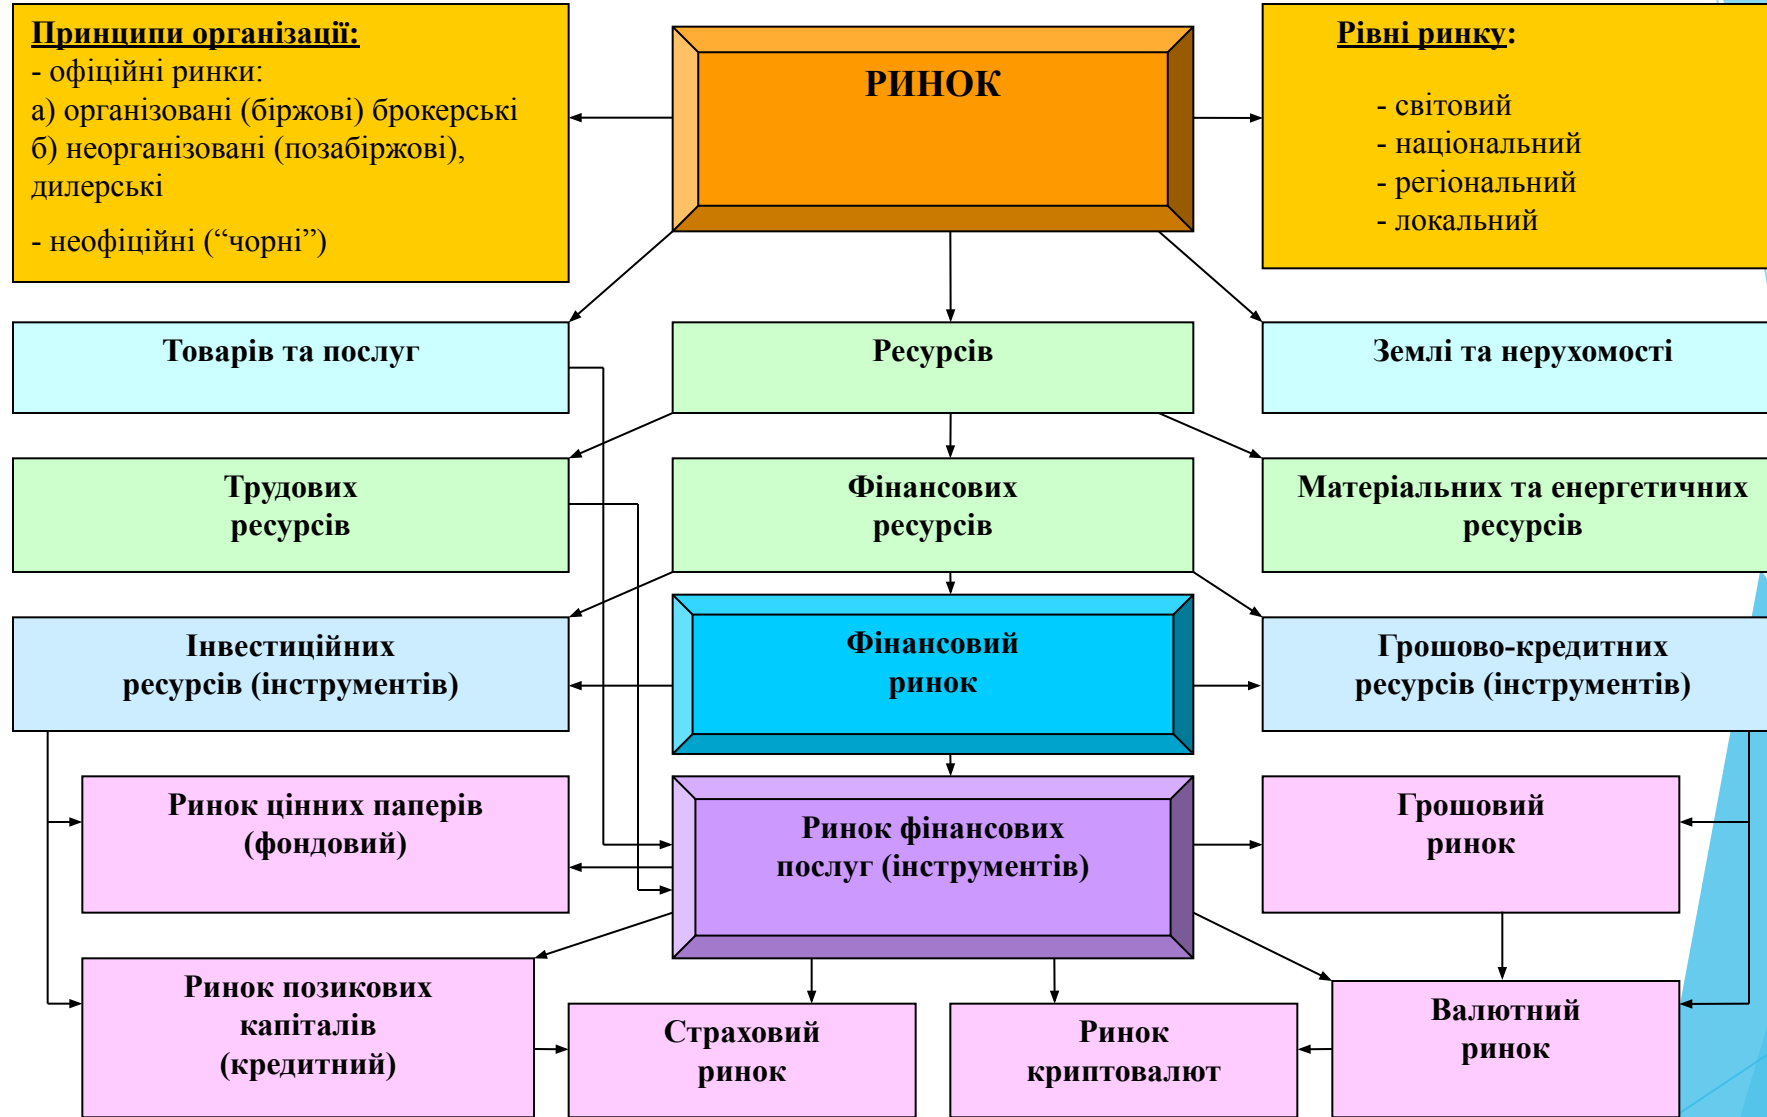 Принципи організації:
- офіційні ринки:
а) організовані (біржові) брокерські
б) неорганізовані (позабіржові),
дилерські
- неофіційні (“чорні”)
РИНОК
Рівні ринку:
- світовий
- національний
- регіональний
- локальний
Товарів та послуг
Ресурсів
Землі та нерухомості
Трудових
ресурсів
Фінансових
ресурсів
Матеріальних та енергетичних
ресурсів
Інвестиційних
ресурсів (інструментів)
Фінансовий
ринок
Грошово-кредитних
ресурсів (інструментів)
Ринок цінних паперів
(фондовий)
Ринок фінансових
послуг (інструментів)
Грошовий
ринок
Ринок позикових
капіталів
(кредитний)
Страховий
ринок
Ринок
криптовалют
Валютний
ринок